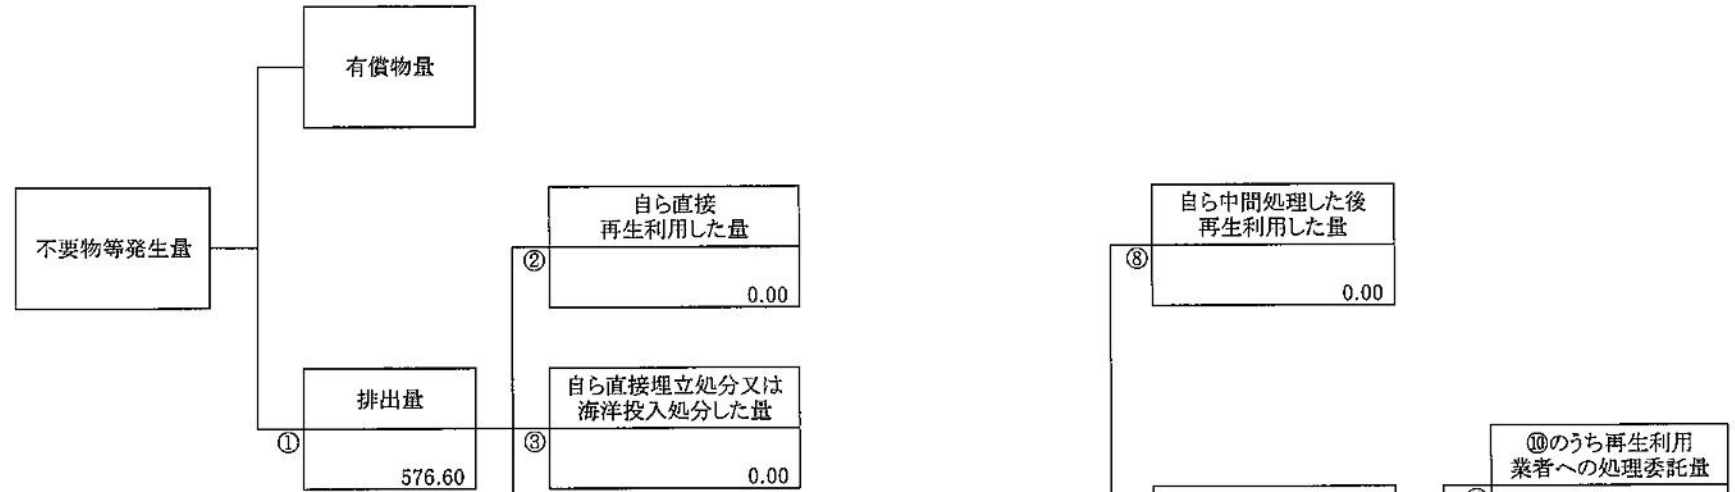 有償物量
不要物等発生量
自ら直接
再生利用した量
②
0.00
自ら中間処理した後
再生利用した量
⑧
0.00
排出量
①
576.60
自ら直接埋立処分又は
海洋投入処分した量
③
0.00
⑩のうち再生利用
業者への処理委託量